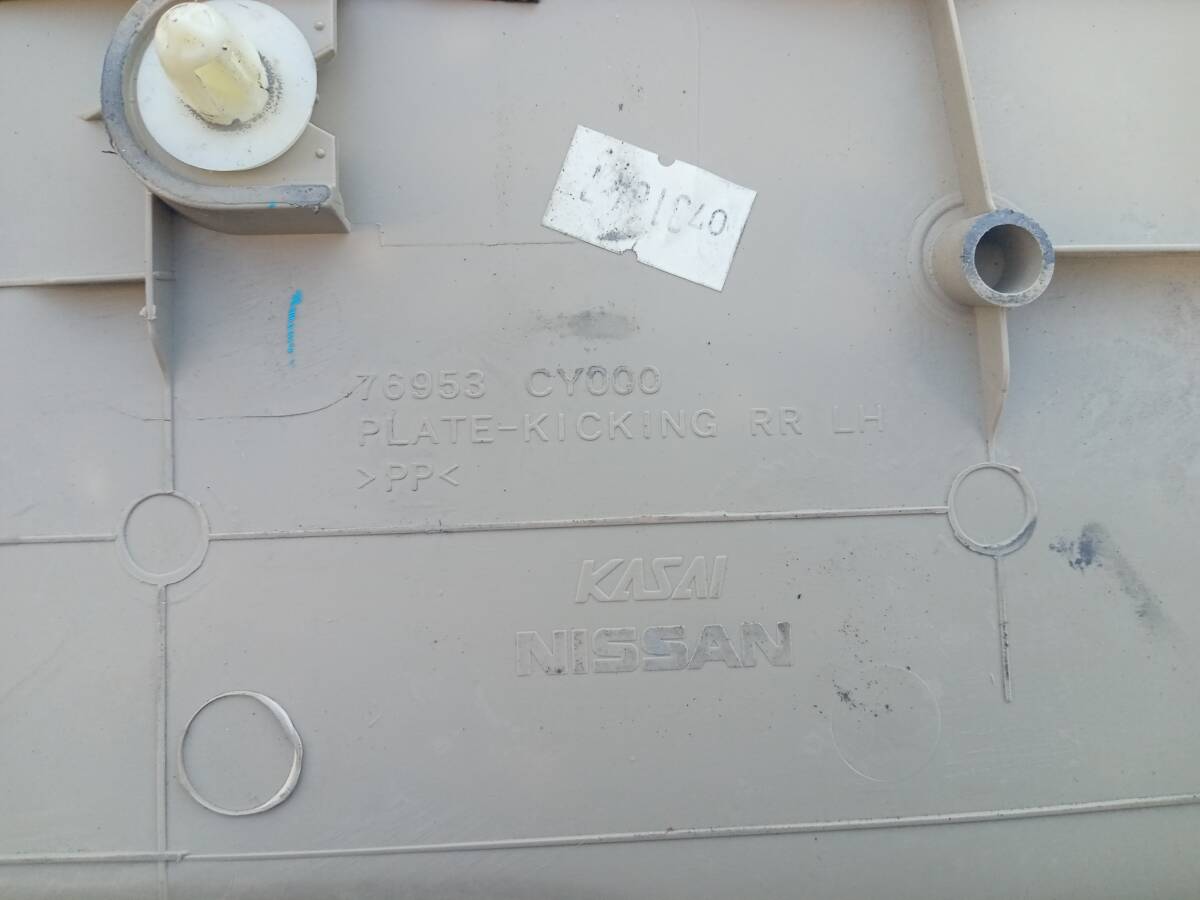 76953 CY000
PLATE-KICKING RR LH
>PP<
KASAI
NISSAN